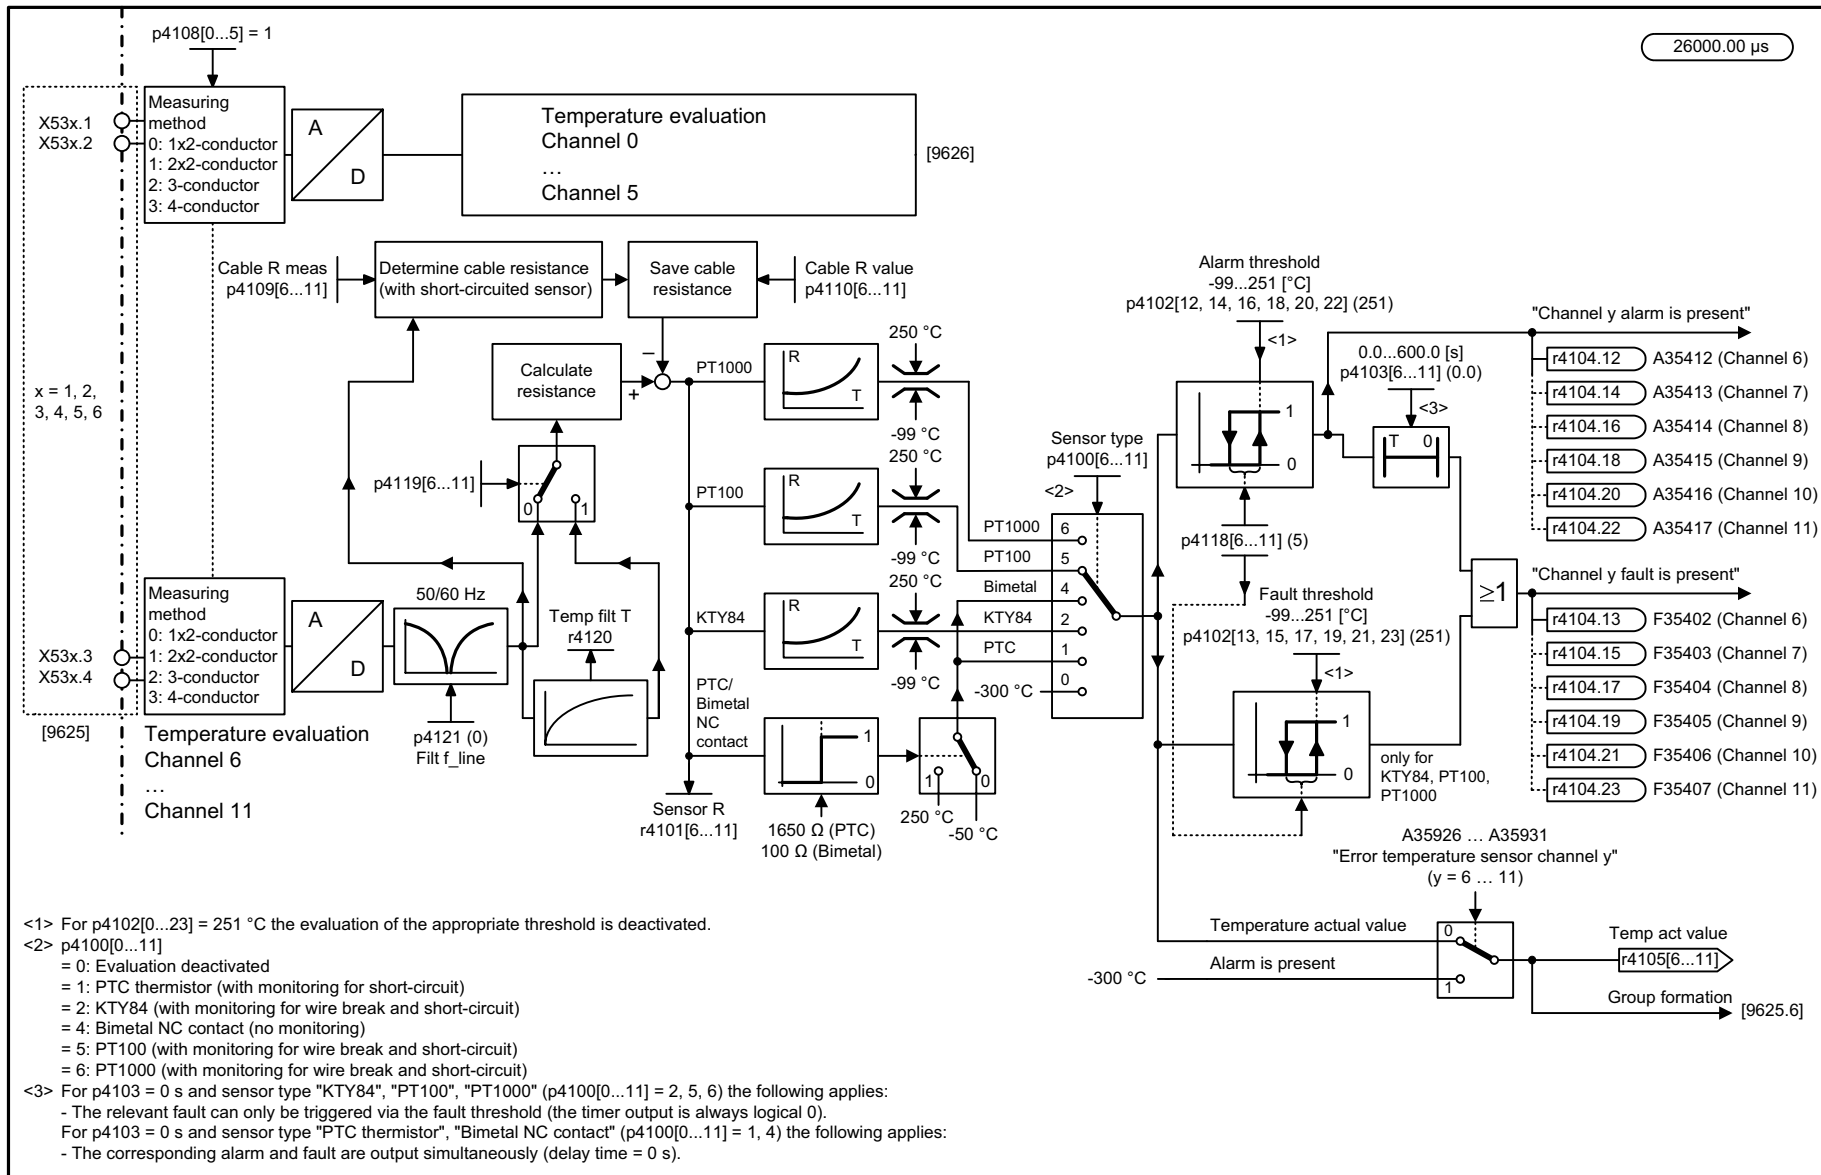 p4108[0...5] = 1
26000.00 µs
X53x.1
X53x.2
Measuring
method
0: 1x2-conductor
1: 2x2-conductor
2: 3-conductor
3: 4-conductor
A
D
Temperature evaluation
Channel 0
...
Channel 5
[9626]
Cable R meas
p4109[6...11]
Determine cable resistance
(with short-circuited sensor)
Save cable
resistance
Cable R value
p4110[6...11]
Alarm threshold
-99...251 [°C]
p4102[12, 14, 16, 18, 20, 22] (251)
<1>
"Channel y alarm is present"
r4104.12 A35412 (Channel 6)
r4104.14 A35413 (Channel 7)
r4104.16 A35414 (Channel 8)
r4104.18 A35415 (Channel 9)
r4104.20 A35416 (Channel 10)
r4104.22 A35417 (Channel 11)
0.0...600.0 [s]
p4103[6...11] (0.0)
<3>
T 0
1
0
x = 1, 2,
3, 4, 5, 6
Calculate
resistance
–
+
p4119[6...11]
0 1
PT1000
R
T
250 °C
-99 °C
PT100
R
T
250 °C
-99 °C
KTY84
R
T
250 °C
-99 °C
PTC/
Bimetal
NC
contact
1
0
1650 Ω (PTC)
100 Ω (Bimetal)
1 0
250 °C
-50 °C
Sensor R
r4101[6...11]
Sensor type
p4100[6...11]
<2>
PT1000 6
PT100 5
Bimetal 4
KTY84 2
PTC 1
-300 °C 0
p4118[6...11] (5)
Fault threshold
-99...251 [°C]
p4102[13, 15, 17, 19, 21, 23] (251)
<1>
1
0
only for
KTY84, PT100,
PT1000
≥1
"Channel y fault is present"
r4104.13 F35402 (Channel 6)
r4104.15 F35403 (Channel 7)
r4104.17 F35404 (Channel 8)
r4104.19 F35405 (Channel 9)
r4104.21 F35406 (Channel 10)
r4104.23 F35407 (Channel 11)
X53x.3
X53x.4
[9625]
Measuring
method
0: 1x2-conductor
1: 2x2-conductor
2: 3-conductor
3: 4-conductor
A
D
50/60 Hz
p4121 (0)
Filt f_line
Temp filt T
r4120
Temperature evaluation
Channel 6
...
Channel 11
A35926 ... A35931
"Error temperature sensor channel y"
(y = 6 ... 11)
Temperature actual value
0
-300 °C
Alarm is present
1
Temp act value
r4105[6...11]
Group formation
[9625.6]
<1> For p4102[0...23] = 251 °C the evaluation of the appropriate threshold is deactivated.
<2> p4100[0...11]
= 0: Evaluation deactivated
= 1: PTC thermistor (with monitoring for short-circuit)
= 2: KTY84 (with monitoring for wire break and short-circuit)
= 4: Bimetal NC contact (no monitoring)
= 5: PT100 (with monitoring for wire break and short-circuit)
= 6: PT1000 (with monitoring for wire break and short-circuit)
<3> For p4103 = 0 s and sensor type "KTY84", "PT100", "PT1000" (p4100[0...11] = 2, 5, 6) the following applies:
- The relevant fault can only be triggered via the fault threshold (the timer output is always logical 0).
For p4103 = 0 s and sensor type "PTC thermistor", "Bimetal NC contact" (p4100[0...11] = 1, 4) the following applies:
- The corresponding alarm and fault are output simultaneously (delay time = 0 s).